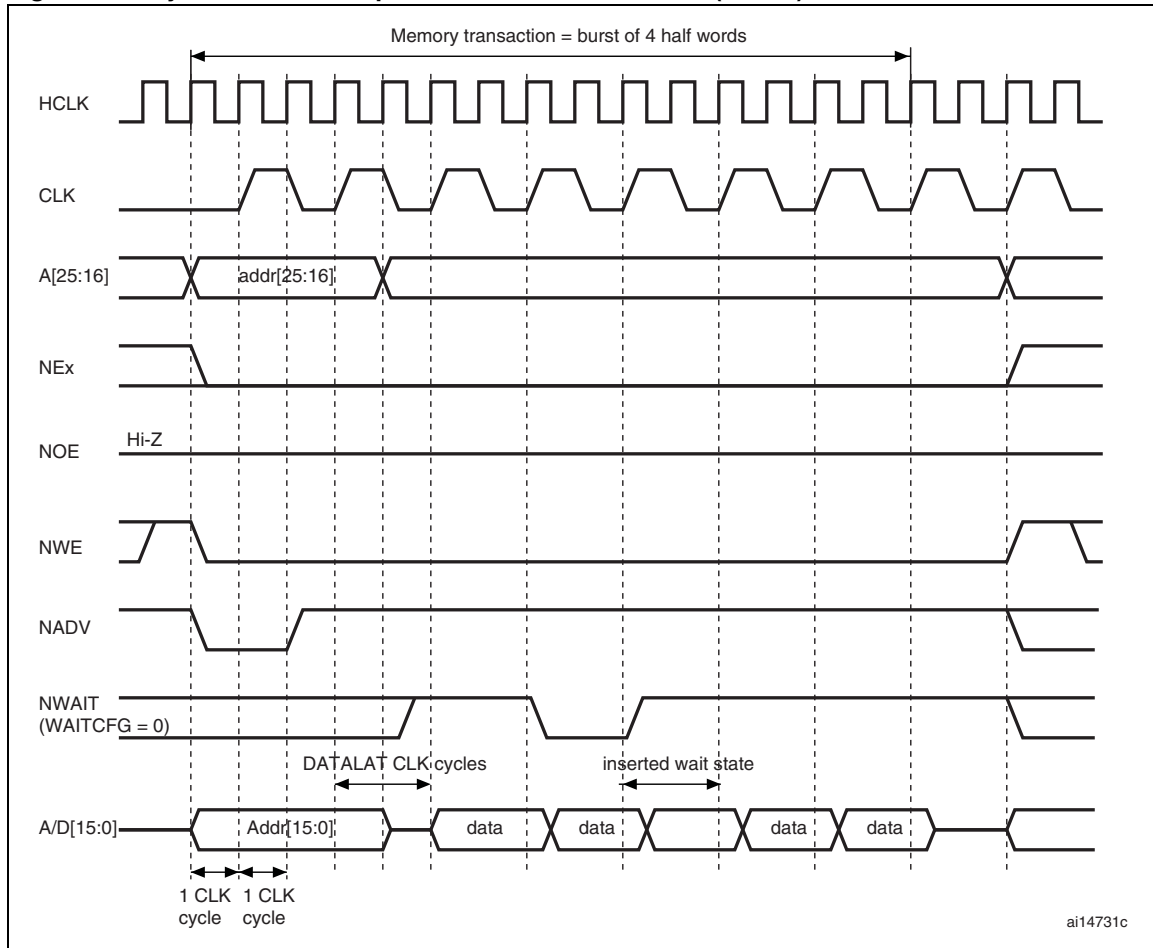 Memory transaction = burst of 4 half words
HCLK
CLK
A[25:16]
addr[25:16]
NEx
NOE
Hi-Z
NWE
NADV
NWAIT
(WAITCFG = 0)
DATALAT CLK cycles
inserted wait state
A/D[15:0]
Addr[15:0]
data
data
data
data
1 CLK
cycle
1 CLK
cycle
ai14731c